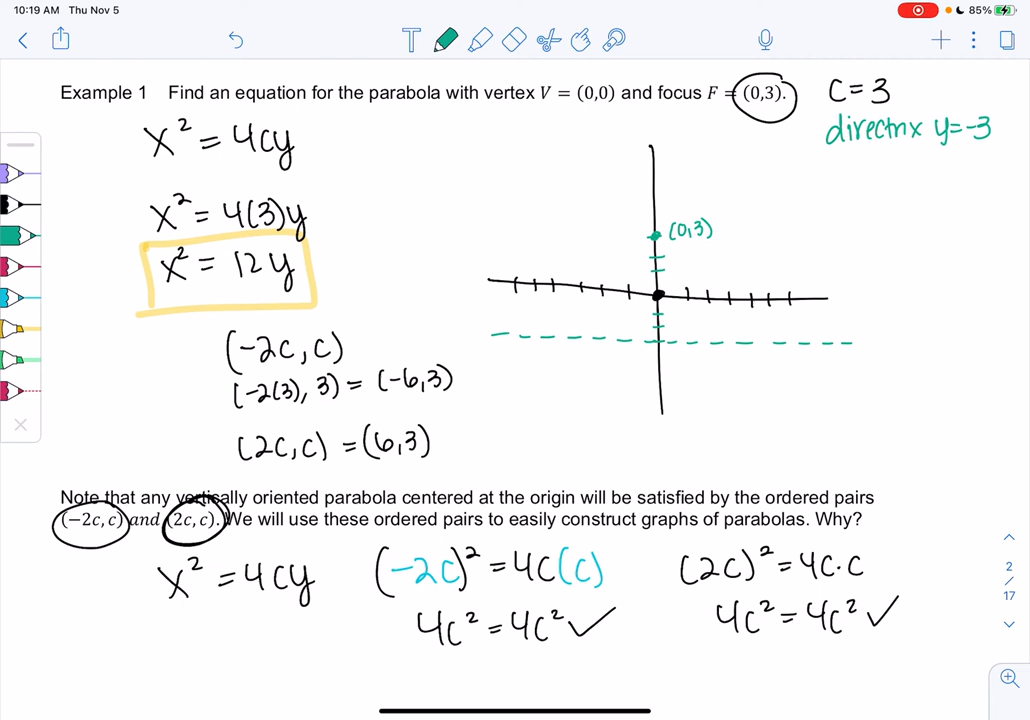 10:19 AM Thu Nov 5
85%
T
Example 1 Find an equation for the parabola with vertex V = (0,0) and focus F = (0,3).
C = 3
directrix y = -3
x² = 4cy
x² = 4(3)y
x² = 12y
(0,3)
(-2c, c)
(-2(3), 3) = (-6,3)
(2c, c) = (6,3)
Note that any vertically oriented parabola centered at the origin will be satisfied by the ordered pairs
(−2c, c) and (2c, c). We will use these ordered pairs to easily construct graphs of parabolas. Why?
x² = 4cy
(-2c)² = 4c(c)
(2c)² = 4c·c
4c² = 4c² ✓
4c² = 4c² ✓
2
/
17